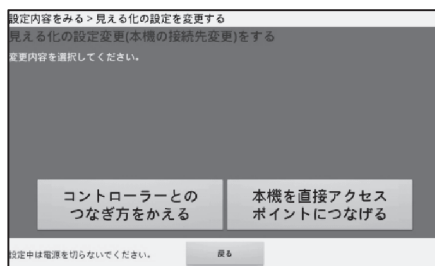 設定内容をみる＞見える化の設定を変更する
見える化の設定変更(本機の接続先変更)をする
変更内容を選択してください。
コントローラーとの
つなぎ方をかえる
本機を直接アクセス
ポイントにつなげる
設定中は電源を切らないでください。
戻る